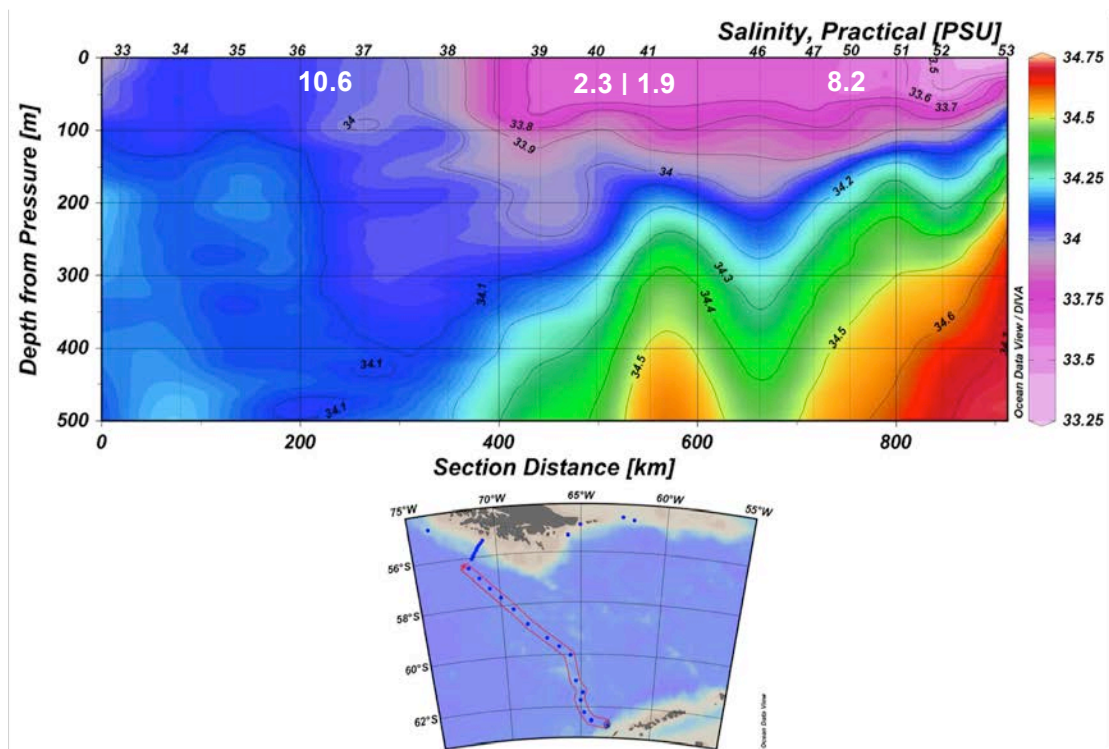 Salinity, Practical [PSU]
33 34 35 36 37 38 39 40 41 46 47 50 51 52 53
10.6 2.3 | 1.9 8.2
0
100
200
300
400
500
Depth from Pressure [m]
34
33.8
33.9
34
33.5
33.6
33.7
34.2
34.1
34.3
34.4
34.5
34.5
34.6
34.1
34.1
0 200 400 600 800
Section Distance [km]
Ocean Data View / DIVA
34.75
34.5
34.25
34
33.75
33.5
33.25
75°W 70°W 65°W 60°W 55°W
56°S
58°S
60°S
62°S
Ocean Data View